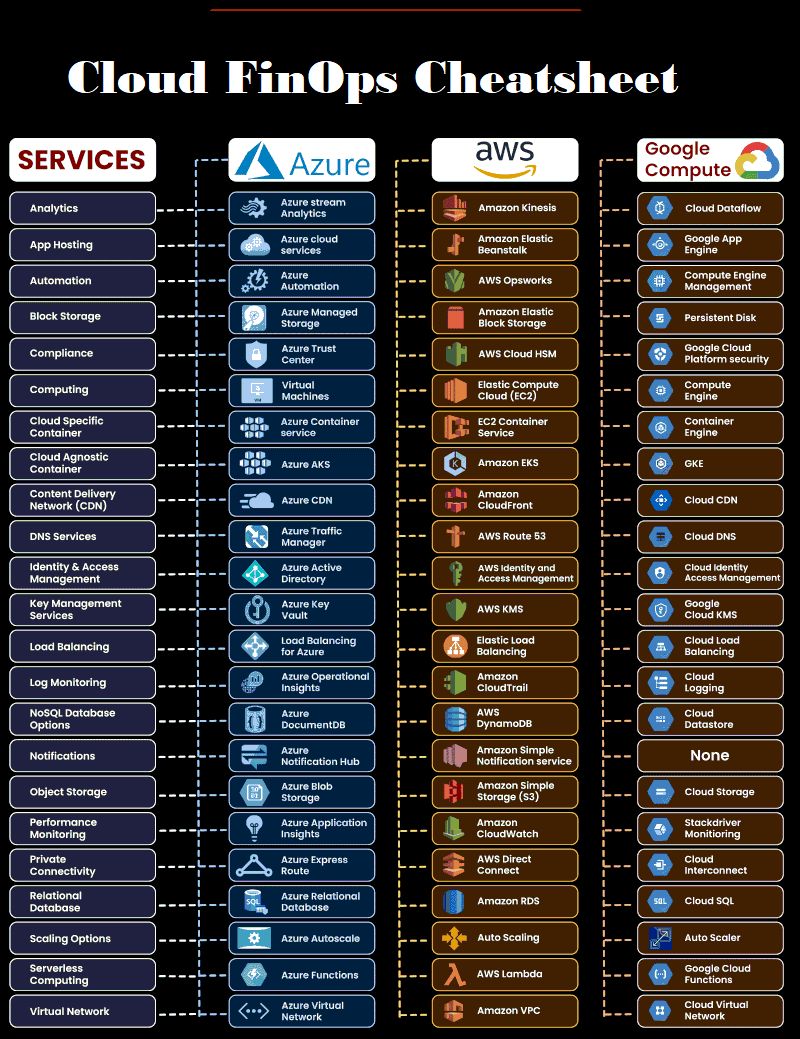 Cloud FinOps Cheatsheet
SERVICES
Azure
aws
Google
Compute
Analytics
Azure stream
Analytics
Amazon Kinesis
Cloud Dataflow
App Hosting
Azure cloud
services
Amazon Elastic
Beanstalk
Google App
Engine
Automation
Azure
Automation
AWS Opsworks
Compute Engine
Management
Block Storage
Azure Managed
Storage
Amazon Elastic
Block Storage
Persistent Disk
Compliance
Azure Trust
Center
AWS Cloud HSM
Google Cloud
Platform security
Computing
VM
Virtual
Machines
Elastic Compute
Cloud (EC2)
Compute
Engine
Cloud Specific
Container
Azure Container
service
EC2 Container
Service
Container
Engine
Cloud Agnostic
Container
Azure AKS
K
Amazon EKS
GKE
Content Delivery
Network (CDN)
Azure CDN
Amazon
CloudFront
Cloud CDN
DNS Services
Azure Traffic
Manager
AWS Route 53
Cloud DNS
Identity & Access
Management
Azure Active
Directory
AWS Identity and
Access Management
Cloud Identity
Access Management
Key Management
Services
Azure Key
Vault
AWS KMS
Google
Cloud KMS
Load Balancing
Load Balancing
for Azure
Elastic Load
Balancing
Cloud Load
Balancing
Log Monitoring
Azure Operational
Insights
Amazon
CloudTrail
Cloud
Logging
NoSQL Database
Options
Azure
DocumentDB
AWS
DynamoDB
Cloud
Datastore
Notifications
Azure
Notification Hub
Amazon Simple
Notification service
None
Object Storage
10
01
Azure Blob
Storage
Amazon Simple
Storage (S3)
Cloud Storage
Performance
Monitoring
Azure Application
Insights
Amazon
CloudWatch
Stackdriver
Monitioring
Private
Connectivity
Azure Express
Route
AWS Direct
Connect
Cloud
Interconnect
Relational
Database
SQL
Azure Relational
Database
Amazon RDS
SQL
Cloud SQL
Scaling Options
Azure Autoscale
Auto Scaling
Auto Scaler
Serverless
Computing
Azure Functions
AWS Lambda
Google Cloud
Functions
Virtual Network
Azure Virtual
Network
Amazon VPC
Cloud Virtual
Network